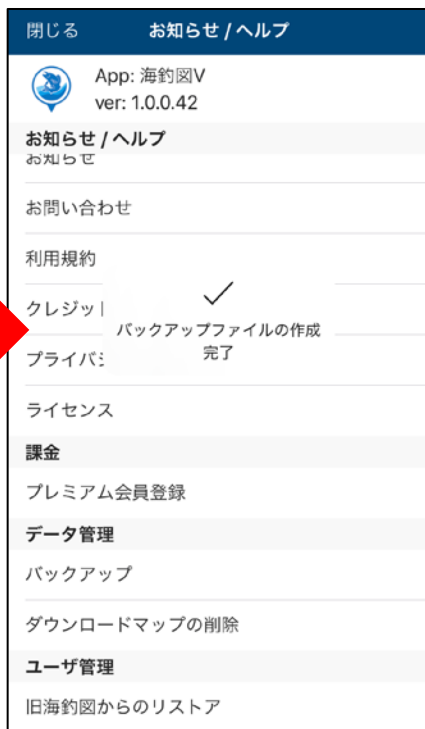 閉じる お知らせ / ヘルプ
App: 海釣図V
ver: 1.0.0.42
お知らせ / ヘルプ
お知らせ
お問い合わせ
利用規約
クレジット
バックアップファイルの作成
完了
プライバシ
ライセンス
課金
プレミアム会員登録
データ管理
バックアップ
ダウンロードマップの削除
ユーザ管理
旧海釣図からのリストア